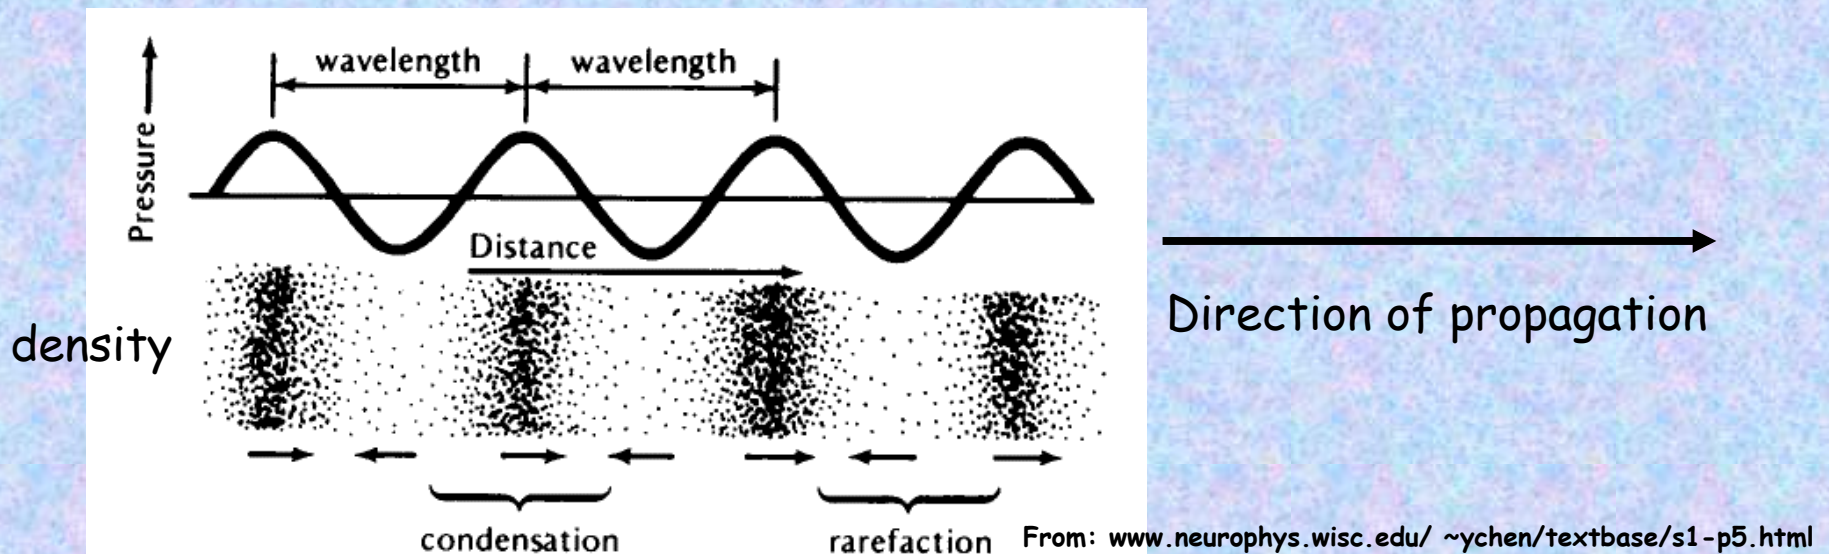 wavelength wavelength
Pressure
Distance
density
Direction of propagation
condensation rarefaction
From: www.neurophys.wisc.edu/ ~ychen/textbase/s1-p5.html